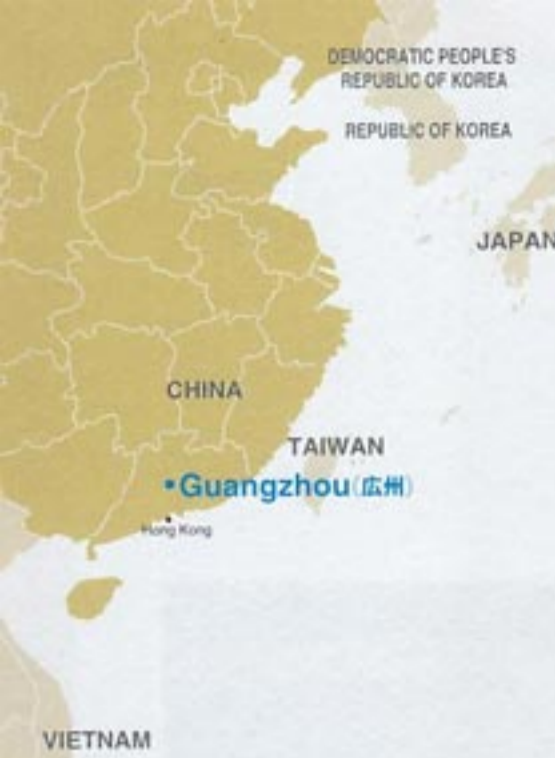 DEMOCRATIC PEOPLE'S
REPUBLIC OF KOREA
REPUBLIC OF KOREA
JAPAN
CHINA
TAIWAN
Guangzhou(広州)
Hong Kong
VIETNAM